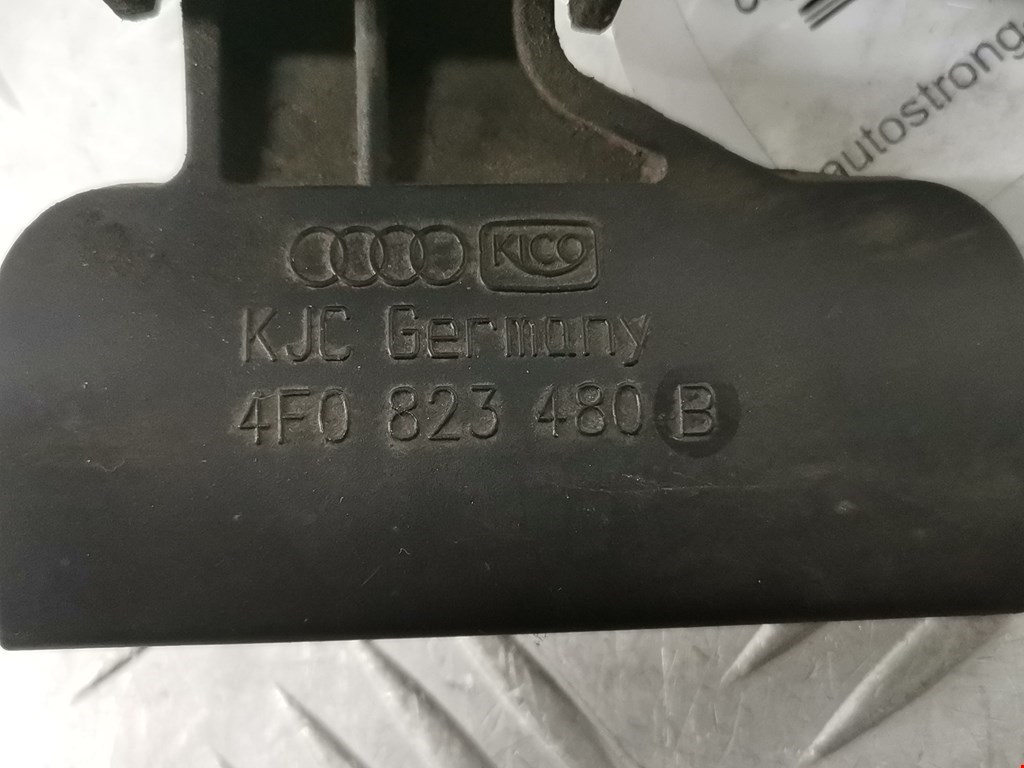 autostrong
KICO
KJC Germany
4F0 823 480 B